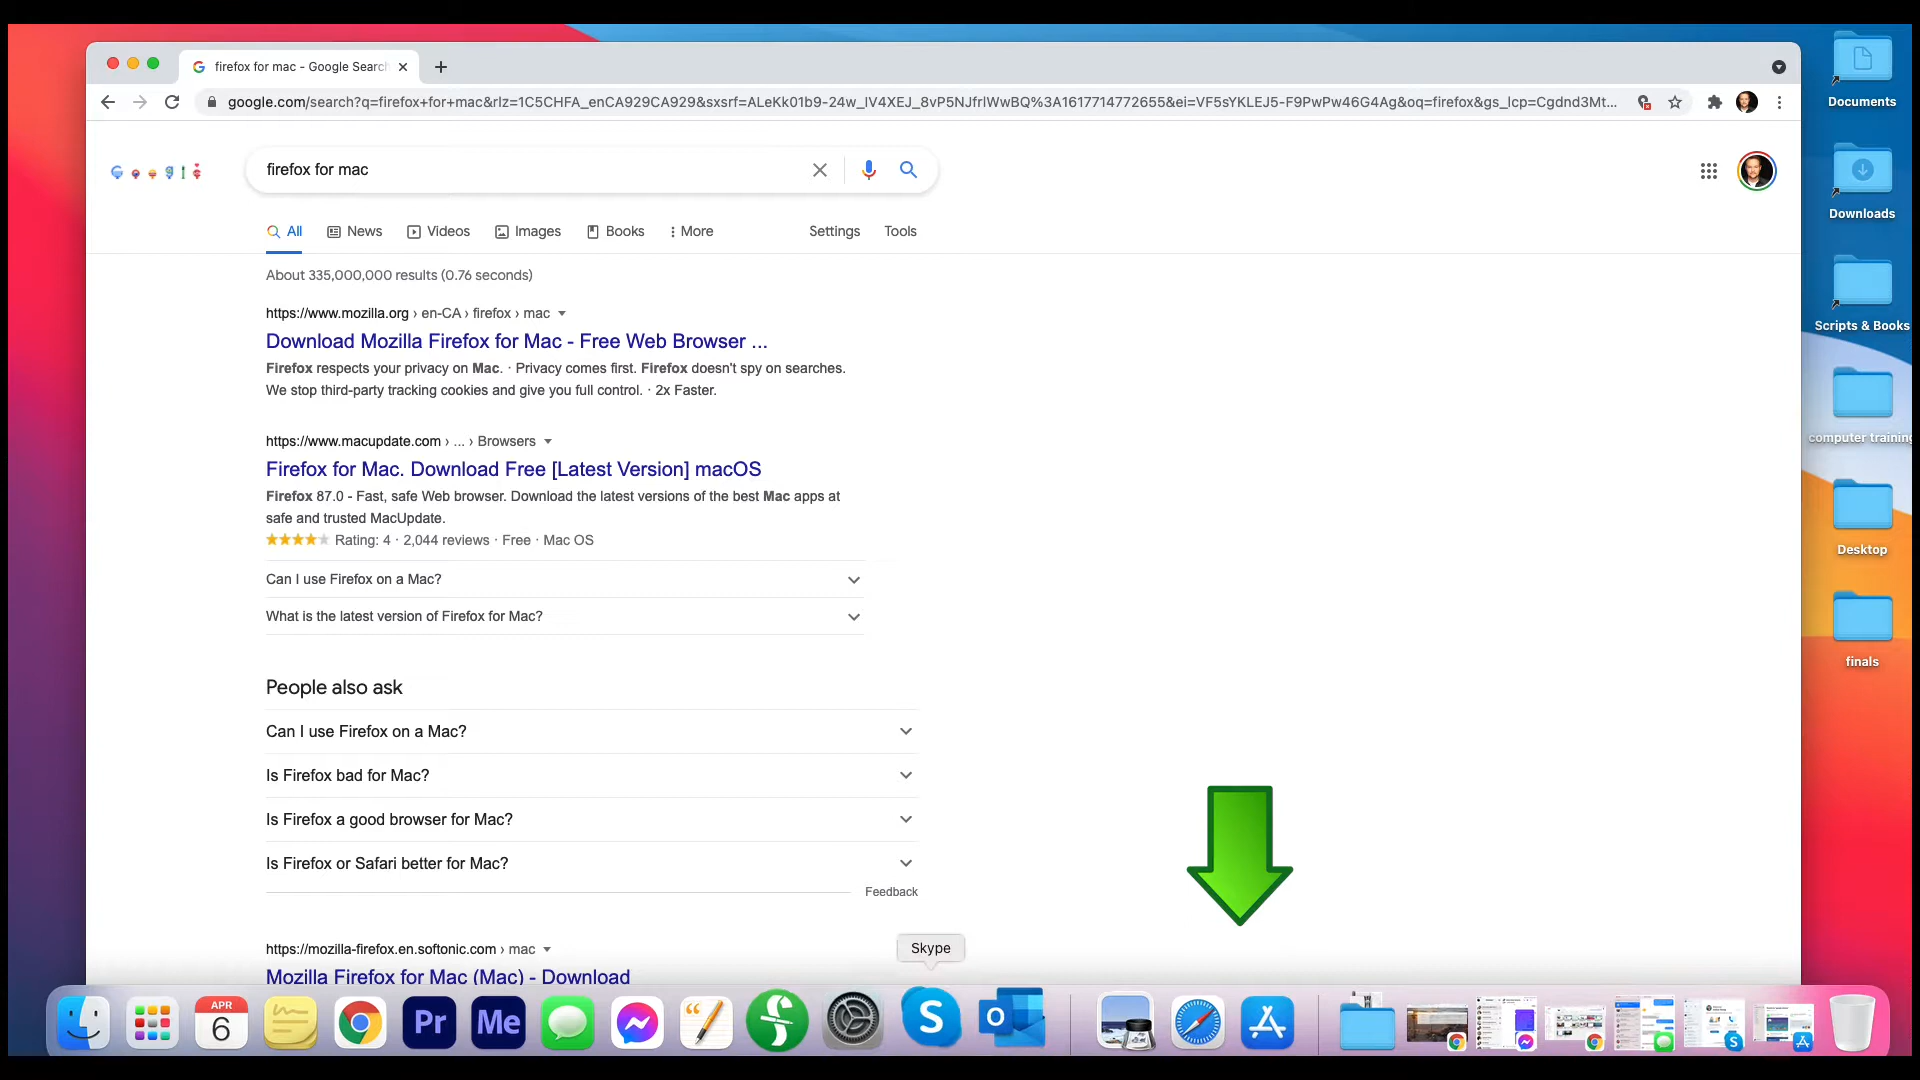 firefox for mac - Google Searc
google.com/search?q=firefox+for+mac&rlz=1C5CHFA_enCA929CA929&sxsrf=ALeKk01b9-24w_lV4XEJ_8vP5NJfrlWwBQ%3A1617714772655&ei=VF5sYKLEJ5-F9PwPw46G4Ag&oq=firefox&gs_lcp=Cgdnd3Mt...
Google
firefox for mac
All News Videos Images Books More Settings Tools
About 335,000,000 results (0.76 seconds)
https://www.mozilla.org › en-CA › firefox › mac
Download Mozilla Firefox for Mac - Free Web Browser ...
Firefox respects your privacy on Mac. · Privacy comes first. Firefox doesn't spy on searches.
We stop third-party tracking cookies and give you full control. · 2x Faster.
https://www.macupdate.com › ... › Browsers
Firefox for Mac. Download Free [Latest Version] macOS
Firefox 87.0 - Fast, safe Web browser. Download the latest versions of the best Mac apps at
safe and trusted MacUpdate.
Rating: 4 · 2,044 reviews · Free · Mac OS
Can I use Firefox on a Mac?
What is the latest version of Firefox for Mac?
People also ask
Can I use Firefox on a Mac?
Is Firefox bad for Mac?
Is Firefox a good browser for Mac?
Is Firefox or Safari better for Mac?
Feedback
https://mozilla-firefox.en.softonic.com › mac
Mozilla Firefox for Mac (Mac) - Download
Documents
Downloads
Scripts & Books
computer training
Desktop
finals
Skype
APR
6
Pr
Me
S
O